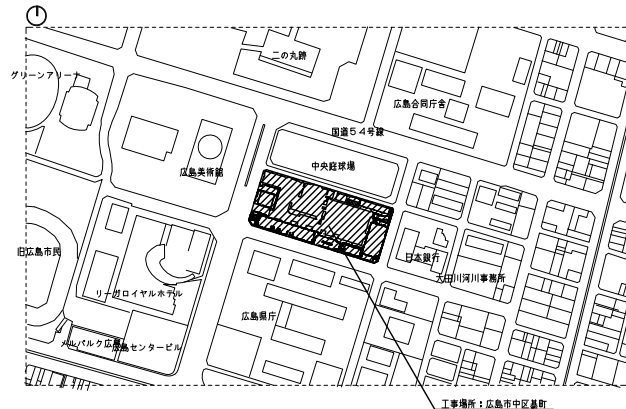 二の丸跡
グリーンアリーナ
広島合同庁舎
国道54号線
中央庭球場
広島美術館
旧広島市民
日本銀行
太田川河川事務所
リーガロイヤルホテル
広島県庁
メルパルク広島
広島センタービル
工事場所：広島市中区基町